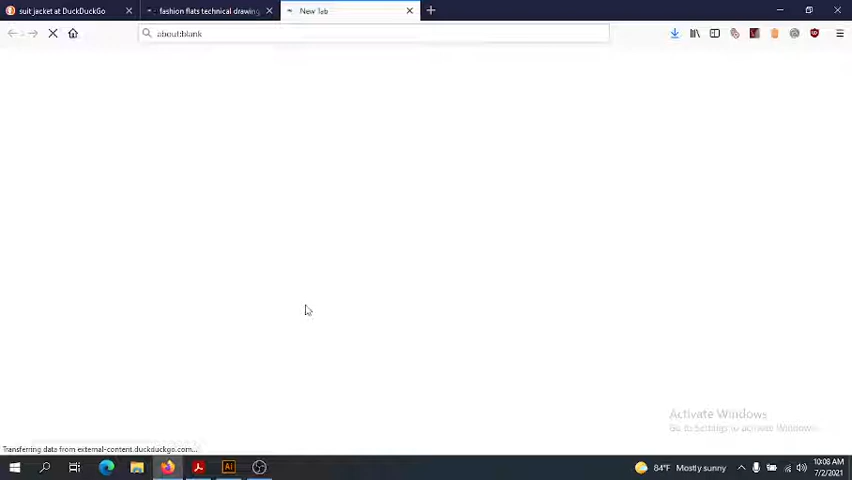 suit jacket at DuckDuckGo
fashion flats technical drawing
New Tab
about:blank
Activate Windows
Go to Settings to activate Windows.
Transferring data from external-content.duckduckgo.com...
Ai
84°F Mostly sunny
10:08 AM
7/2/2021